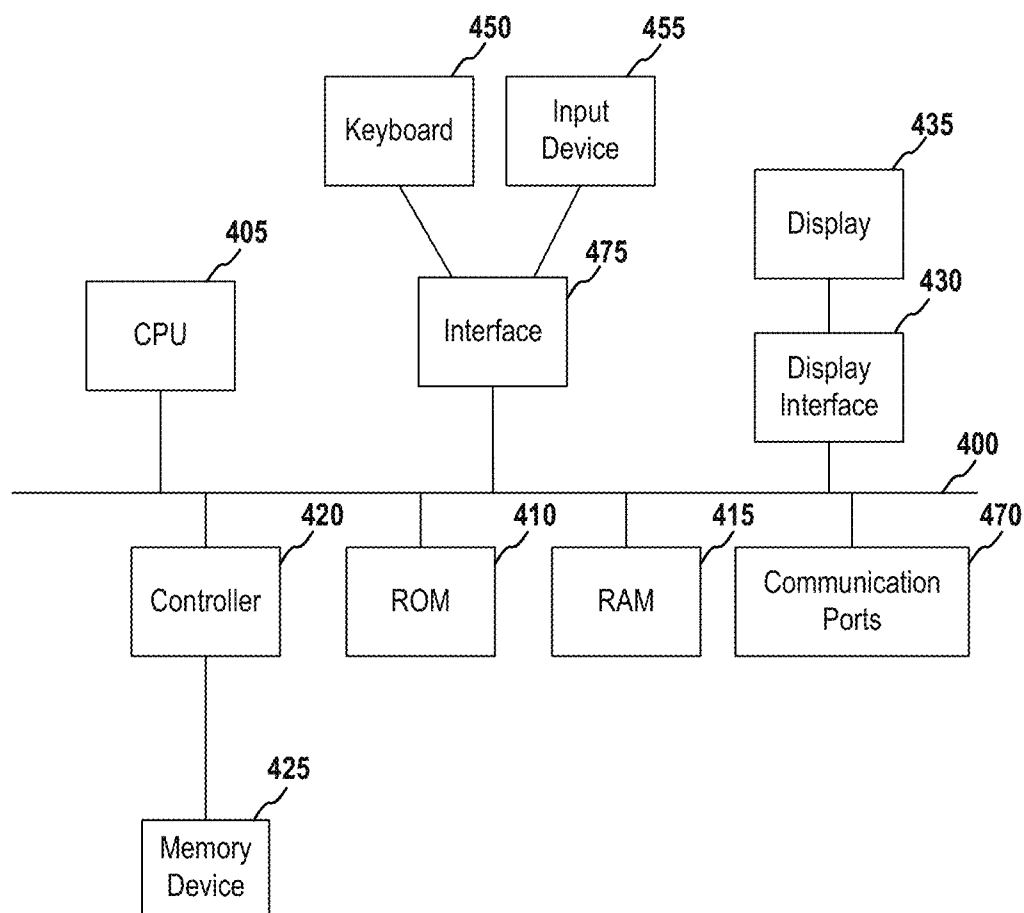 450
455
Keyboard
Input
Device
435
Display
405
475
CPU
Interface
430
Display
Interface
400
420
410
415
470
Controller
ROM
RAM
Communication
Ports
425
Memory
Device